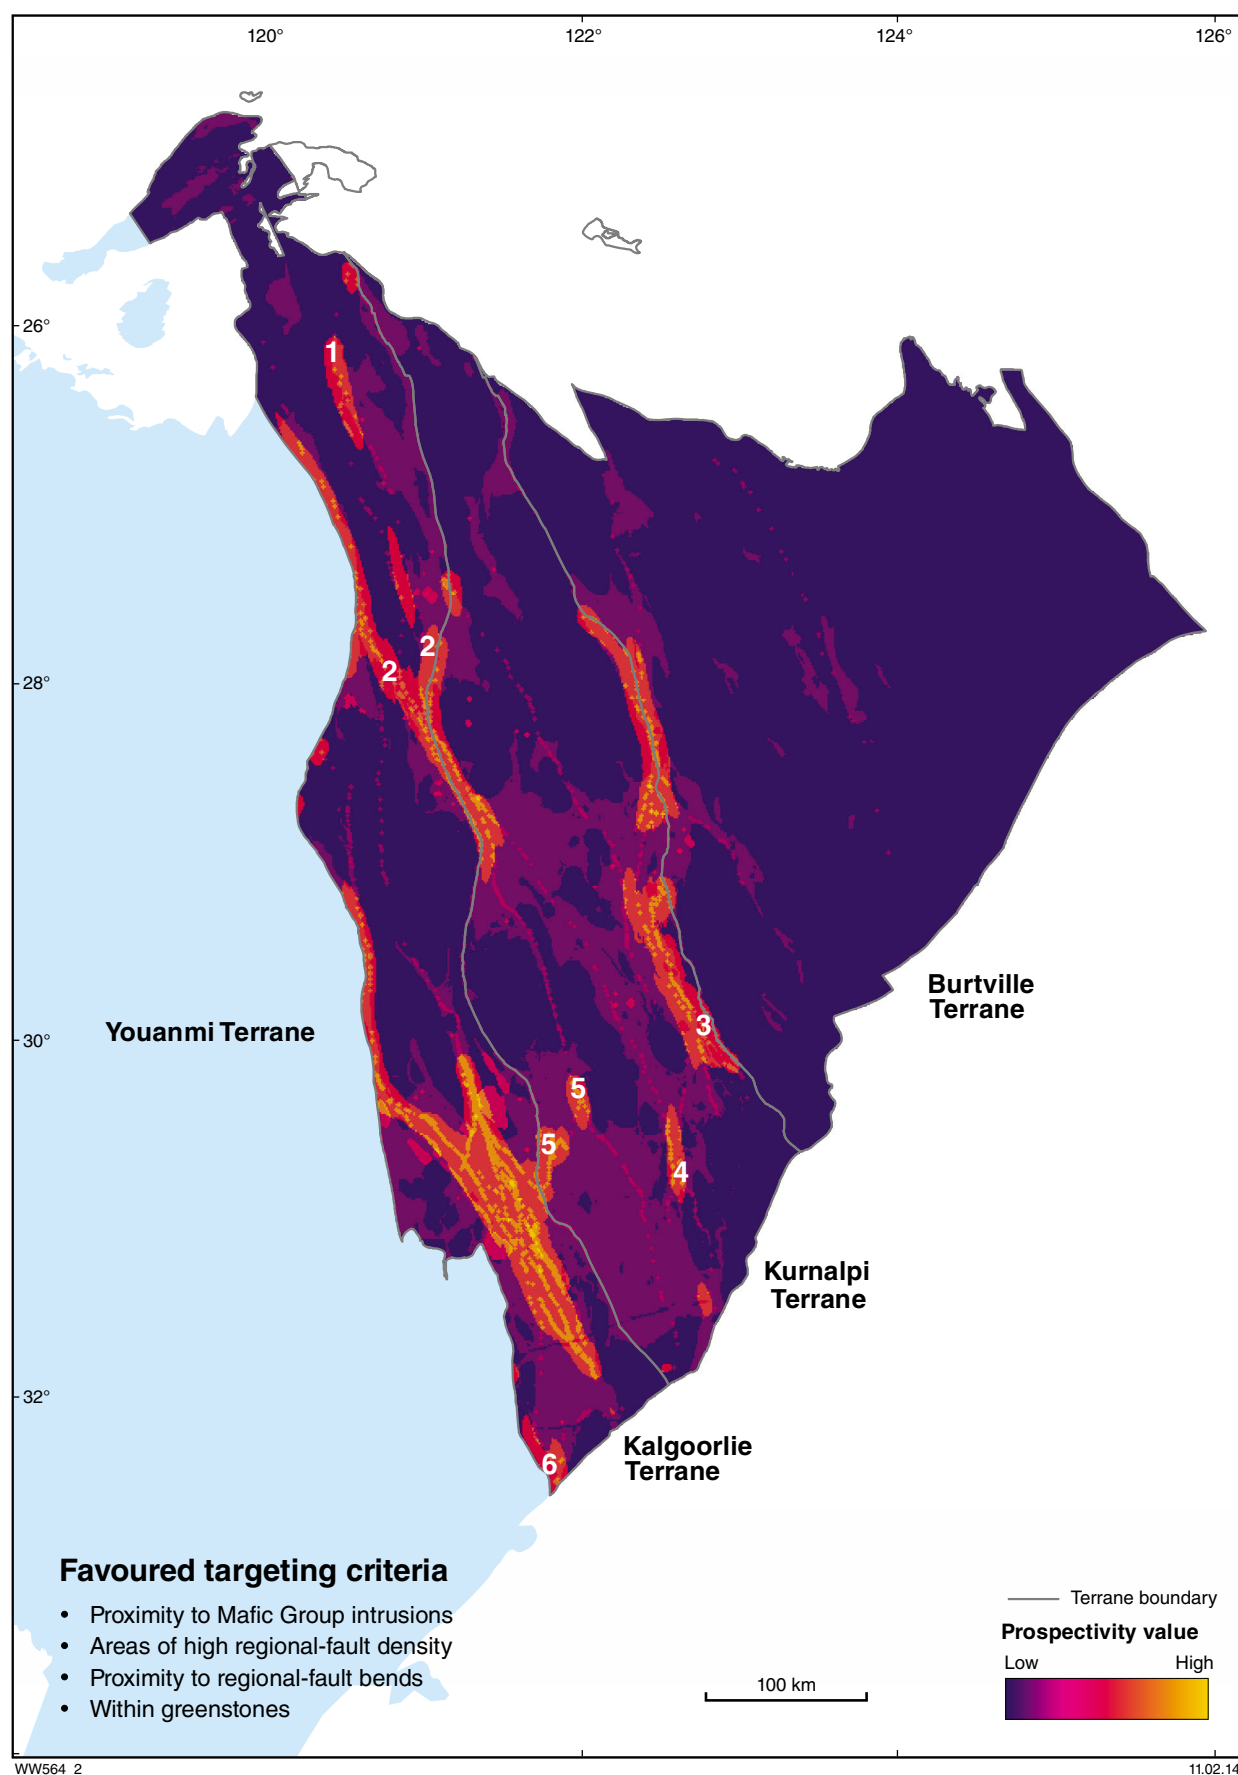 120°
122°
124°
126°
26°
28°
30°
32°
1
2
2
3
4
5
5
6
Youanmi Terrane
Burtville
Terrane
Kurnalpi
Terrane
Kalgoorlie
Terrane
Favoured targeting criteria
• Proximity to Mafic Group intrusions
• Areas of high regional-fault density
• Proximity to regional-fault bends
• Within greenstones
100 km
Terrane boundary
Prospectivity value
Low High
WW564_2
11.02.14